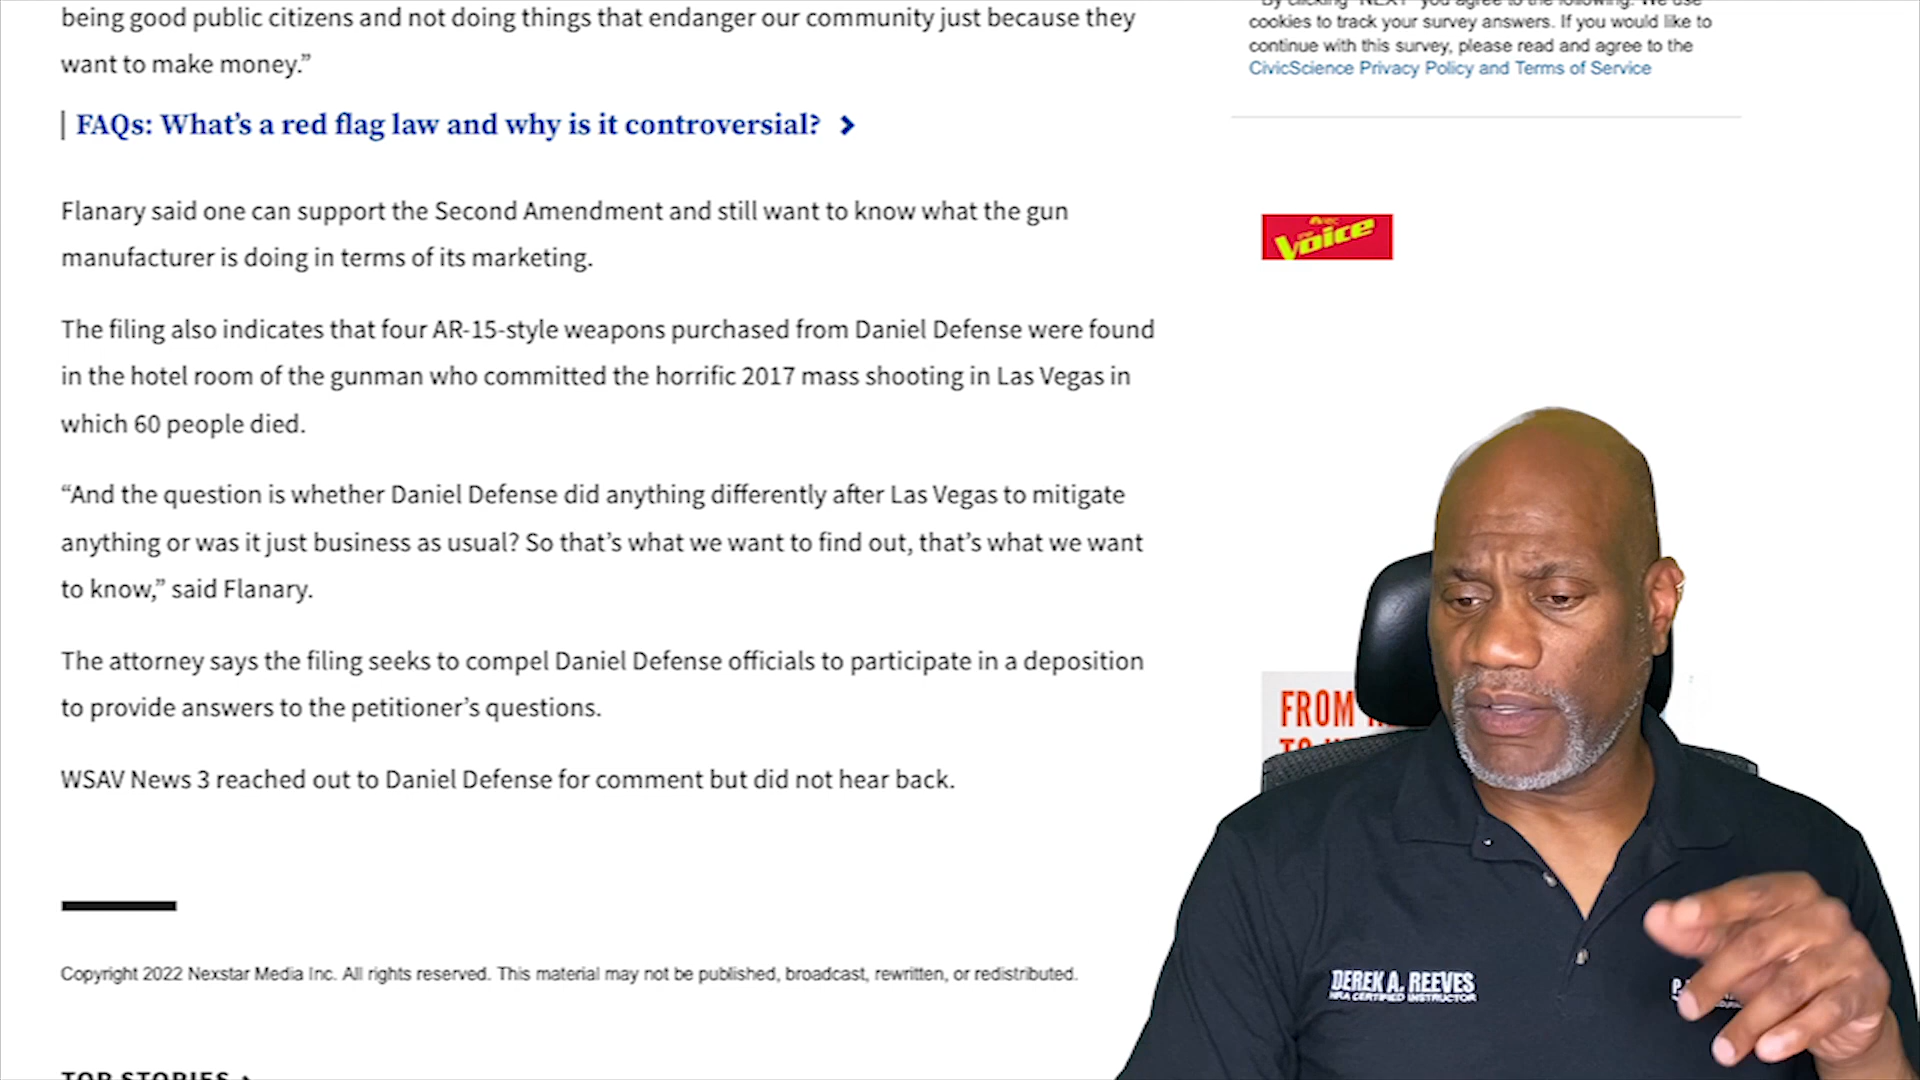 being good public citizens and not doing things that endanger our community just because they
want to make money.”
FAQs: What’s a red flag law and why is it controversial?
Flanary said one can support the Second Amendment and still want to know what the gun
manufacturer is doing in terms of its marketing.
The filing also indicates that four AR-15-style weapons purchased from Daniel Defense were found
in the hotel room of the gunman who committed the horrific 2017 mass shooting in Las Vegas in
which 60 people died.
“And the question is whether Daniel Defense did anything differently after Las Vegas to mitigate
anything or was it just business as usual? So that’s what we want to find out, that’s what we want
to know,” said Flanary.
The attorney says the filing seeks to compel Daniel Defense officials to participate in a deposition
to provide answers to the petitioner’s questions.
WSAV News 3 reached out to Daniel Defense for comment but did not hear back.
Copyright 2022 Nexstar Media Inc. All rights reserved. This material may not be published, broadcast, rewritten, or redistributed.
TOP STORIES
cookies to track your survey answers. If you would like to
continue with this survey, please read and agree to the
CivicScience Privacy Policy and Terms of Service
Voice
FROM
DEREK A. REEVES
NRA CERTIFIED INSTRUCTOR